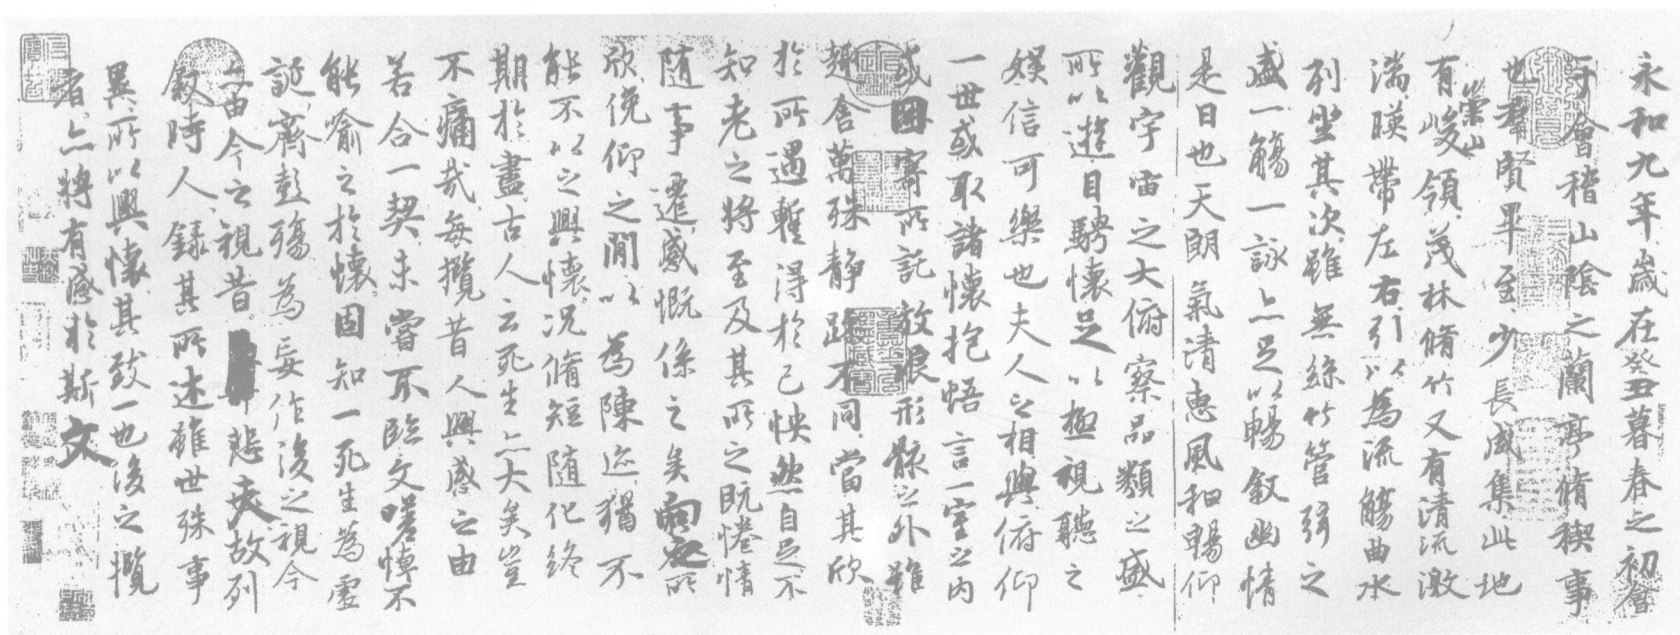 永和九年歲在癸丑暮春之初會
于會稽山陰之蘭亭脩禊事
也群賢畢至少長咸集此地
有崇山峻領茂林脩竹又有清流激
湍暎帶左右引以為流觴曲水
列坐其次雖無絲竹管弦之
盛一觴一詠亦足以暢敘幽情
是日也天朗氣清惠風和暢仰
觀宇宙之大俯察品類之盛
所以遊目騁懷足以極視聽之
娛信可樂也夫人之相與俯仰
一世或取諸懷抱悟言一室之內
或因寄所託放浪形骸之外雖
趣舍萬殊靜躁不同當其欣
於所遇暫得於己怏然自足不
知老之將至及其所之既惓情
隨事遷感慨係之矣向之所
欣俛仰之閒以為陳迹猶不
能不以之興懷況脩短隨化終
期於盡古人云死生亦大矣豈
不痛哉每攬昔人興感之由
若合一契未嘗不臨文嗟悼不
能喻之於懷固知一死生為虛
誕齊彭殤為妄作後之視今
亦由今之視昔悲夫故列
敘時人錄其所述雖世殊事
異所以興懷其致一也後之攬
者亦將有感於斯文